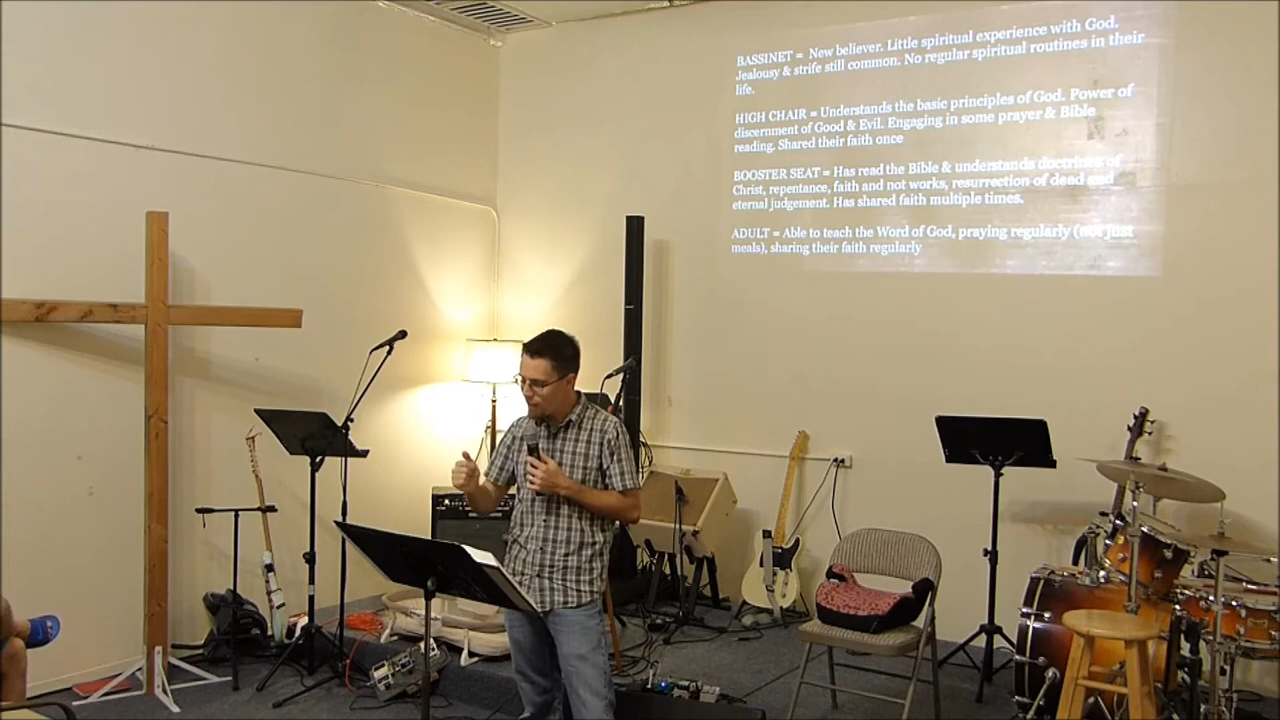 BASSINET = New believer. Little spiritual experience with God.
Jealousy & strife still common. No regular spiritual routines in their
life.
HIGH CHAIR = Understands the basic principles of God. Power of
discernment of Good & Evil. Engaging in some prayer & Bible
reading. Shared their faith once
BOOSTER SEAT = Has read the Bible & understands doctrines of
Christ, repentance, faith and not works, resurrection of dead and
eternal judgement. Has shared faith multiple times.
ADULT = Able to teach the Word of God, praying regularly (not just
meals), sharing their faith regularly